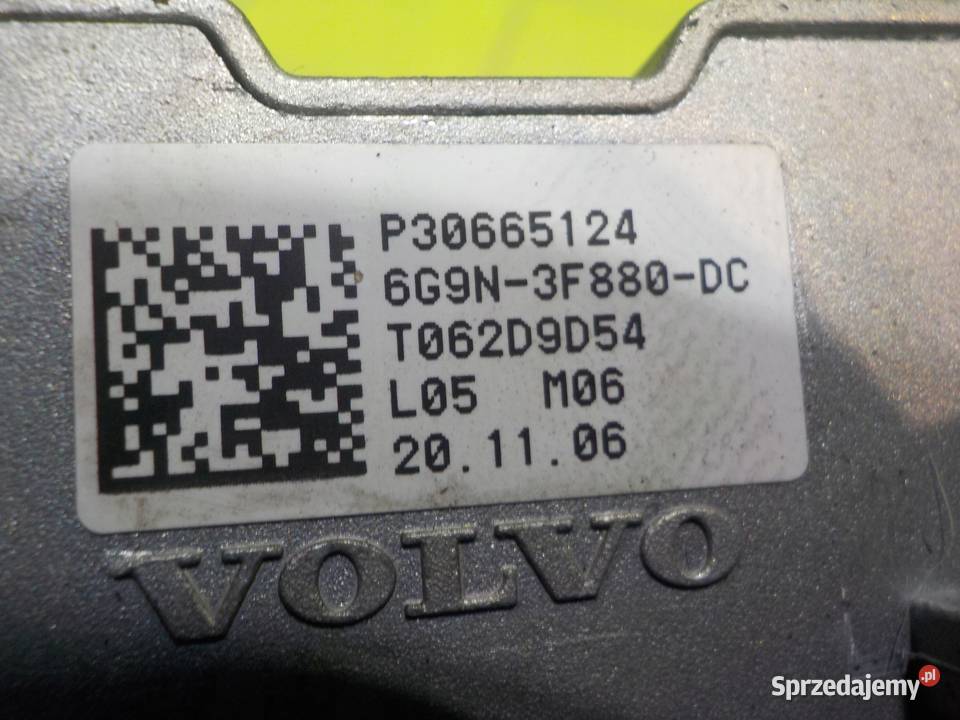 P30665124
6G9N-3F880-DC
T062D9D54
L05 M06
20.11.06
VOLVO
Sprzedajemy.pl